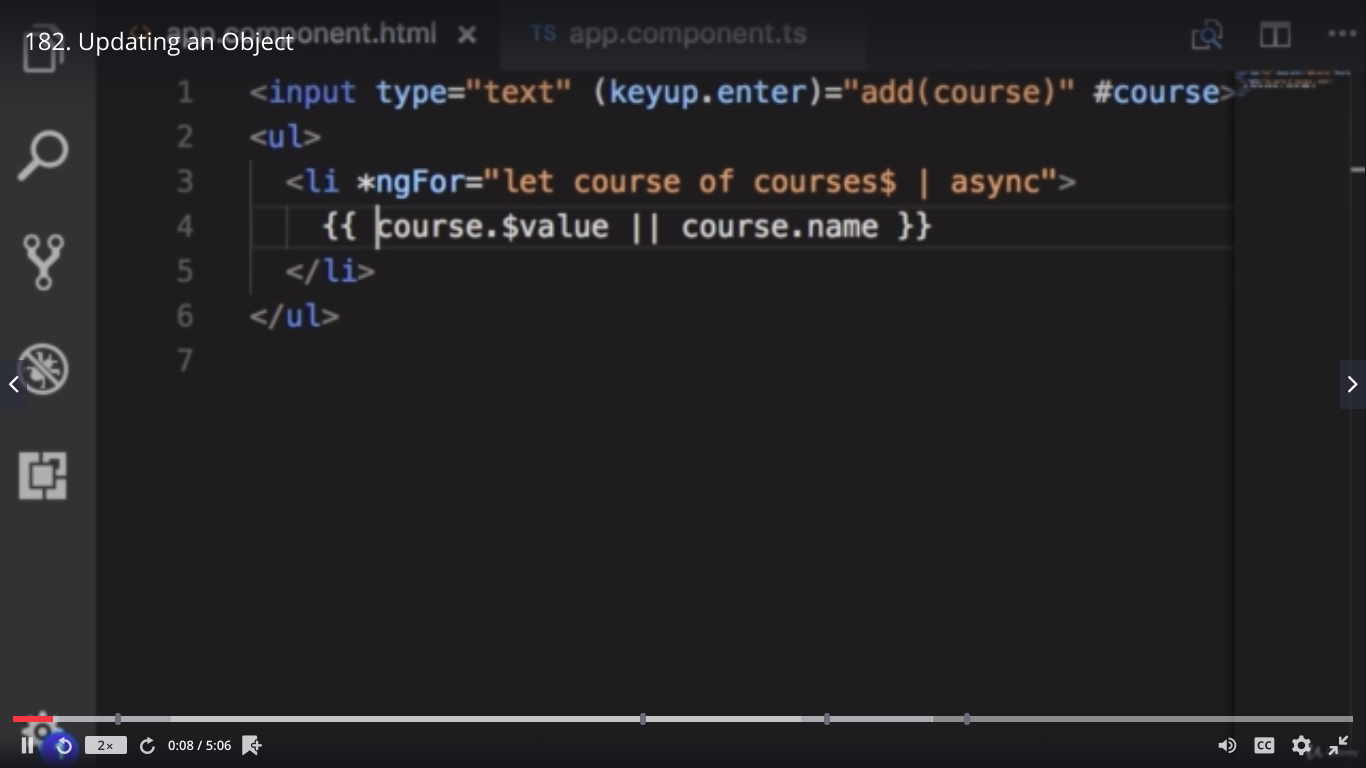 182. Updating an Object
app.component.html
TS app.component.ts
1 <input type="text" (keyup.enter)="add(course)" #course>
2 <ul>
3 <li *ngFor="let course of courses$ | async">
4 {{ course.$value || course.name }}
5 </li>
6 </ul>
7
2×
0:08 / 5:06
CC